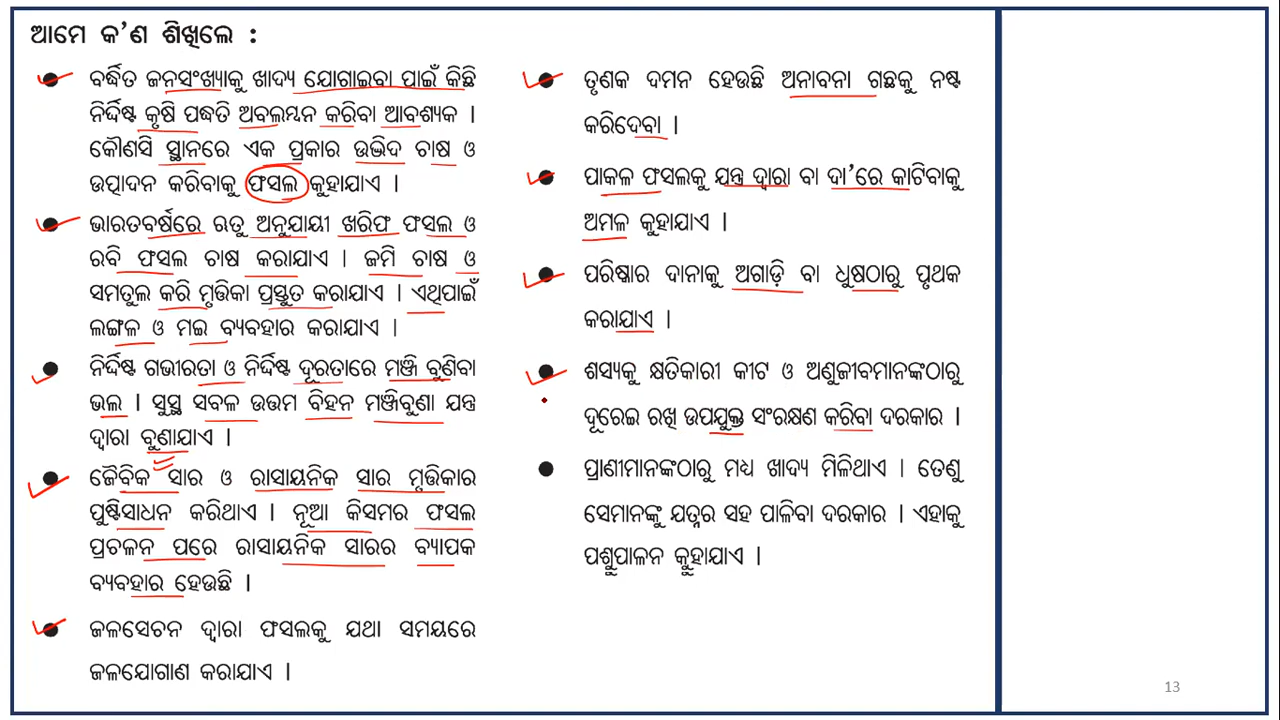 ଆମେ କ'ଣ ଶିଖିଲେ :
ବର୍ଦ୍ଧିତ ଜନସଂଖ୍ୟାକୁ ଖାଦ୍ୟ ଯୋଗାଇବା ପାଇଁ କିଛି
ନିର୍ଦ୍ଦିଷ୍ଟ କୃଷି ପଦ୍ଧତି ଅବଲମ୍ବନ କରିବା ଆବଶ୍ୟକ ।
କୌଣସି ସ୍ଥାନରେ ଏକ ପ୍ରକାର ଉଦ୍ଭିଦ ଚାଷ ଓ
ଉତ୍ପାଦନ କରିବାକୁ ଫସଲ କୁହାଯାଏ ।
ଭାରତବର୍ଷରେ ଋତୁ ଅନୁଯାୟୀ ଖରିଫ ଫସଲ ଓ
ରବି ଫସଲ ଚାଷ କରାଯାଏ । ଜମି ଚାଷ ଓ
ସମତୁଲ କରି ମୃତ୍ତିକା ପ୍ରସ୍ତୁତ କରାଯାଏ । ଏଥିପାଇଁ
ଲଙ୍ଗଳ ଓ ମଇ ବ୍ୟବହାର କରାଯାଏ ।
ନିର୍ଦ୍ଦିଷ୍ଟ ଗଭୀରତା ଓ ନିର୍ଦ୍ଦିଷ୍ଟ ଦୂରତାରେ ମଞ୍ଜି ବୁଣିବା
ଭଲ । ସୁସ୍ଥ ସବଳ ଉତ୍ତମ ବିହନ ମଞ୍ଜିବୁଣା ଯନ୍ତ୍ର
ଦ୍ୱାରା ବୁଣାଯାଏ ।
ଜୈବିକ ସାର ଓ ରାସାୟନିକ ସାର ମୃତ୍ତିକାର
ପୁଷ୍ଟିସାଧନ କରିଥାଏ । ନୂଆ କିସମର ଫସଲ
ପ୍ରଚଳନ ପରେ ରାସାୟନିକ ସାରର ବ୍ୟାପକ
ବ୍ୟବହାର ହେଉଛି ।
ଜଳସେଚନ ଦ୍ୱାରା ଫସଲକୁ ଯଥା ସମୟରେ
ଜଳଯୋଗାଣ କରାଯାଏ ।
ତୃଣକ ଦମନ ହେଉଛି ଅନାବନା ଗଛକୁ ନଷ୍ଟ
କରିଦେବା ।
ପାକଳ ଫସଲକୁ ଯନ୍ତ୍ର ଦ୍ୱାରା ବା ଦା'ରେ କାଟିବାକୁ
ଅମଳ କୁହାଯାଏ ।
ପରିଷ୍କାର ଦାନାକୁ ଅଗାଡ଼ି ବା ଧୁଷଠାରୁ ପୃଥକ
କରାଯାଏ ।
ଶସ୍ୟକୁ କ୍ଷତିକାରୀ କୀଟ ଓ ଅଣୁଜୀବମାନଙ୍କଠାରୁ
ଦୂରେଇ ରଖି ଉପଯୁକ୍ତ ସଂରକ୍ଷଣ କରିବା ଦରକାର ।
ପ୍ରାଣୀମାନଙ୍କଠାରୁ ମଧ୍ୟ ଖାଦ୍ୟ ମିଳିଥାଏ । ତେଣୁ
ସେମାନଙ୍କୁ ଯତ୍ନର ସହ ପାଳିବା ଦରକାର । ଏହାକୁ
ପଶୁପାଳନ କୁହାଯାଏ ।
13